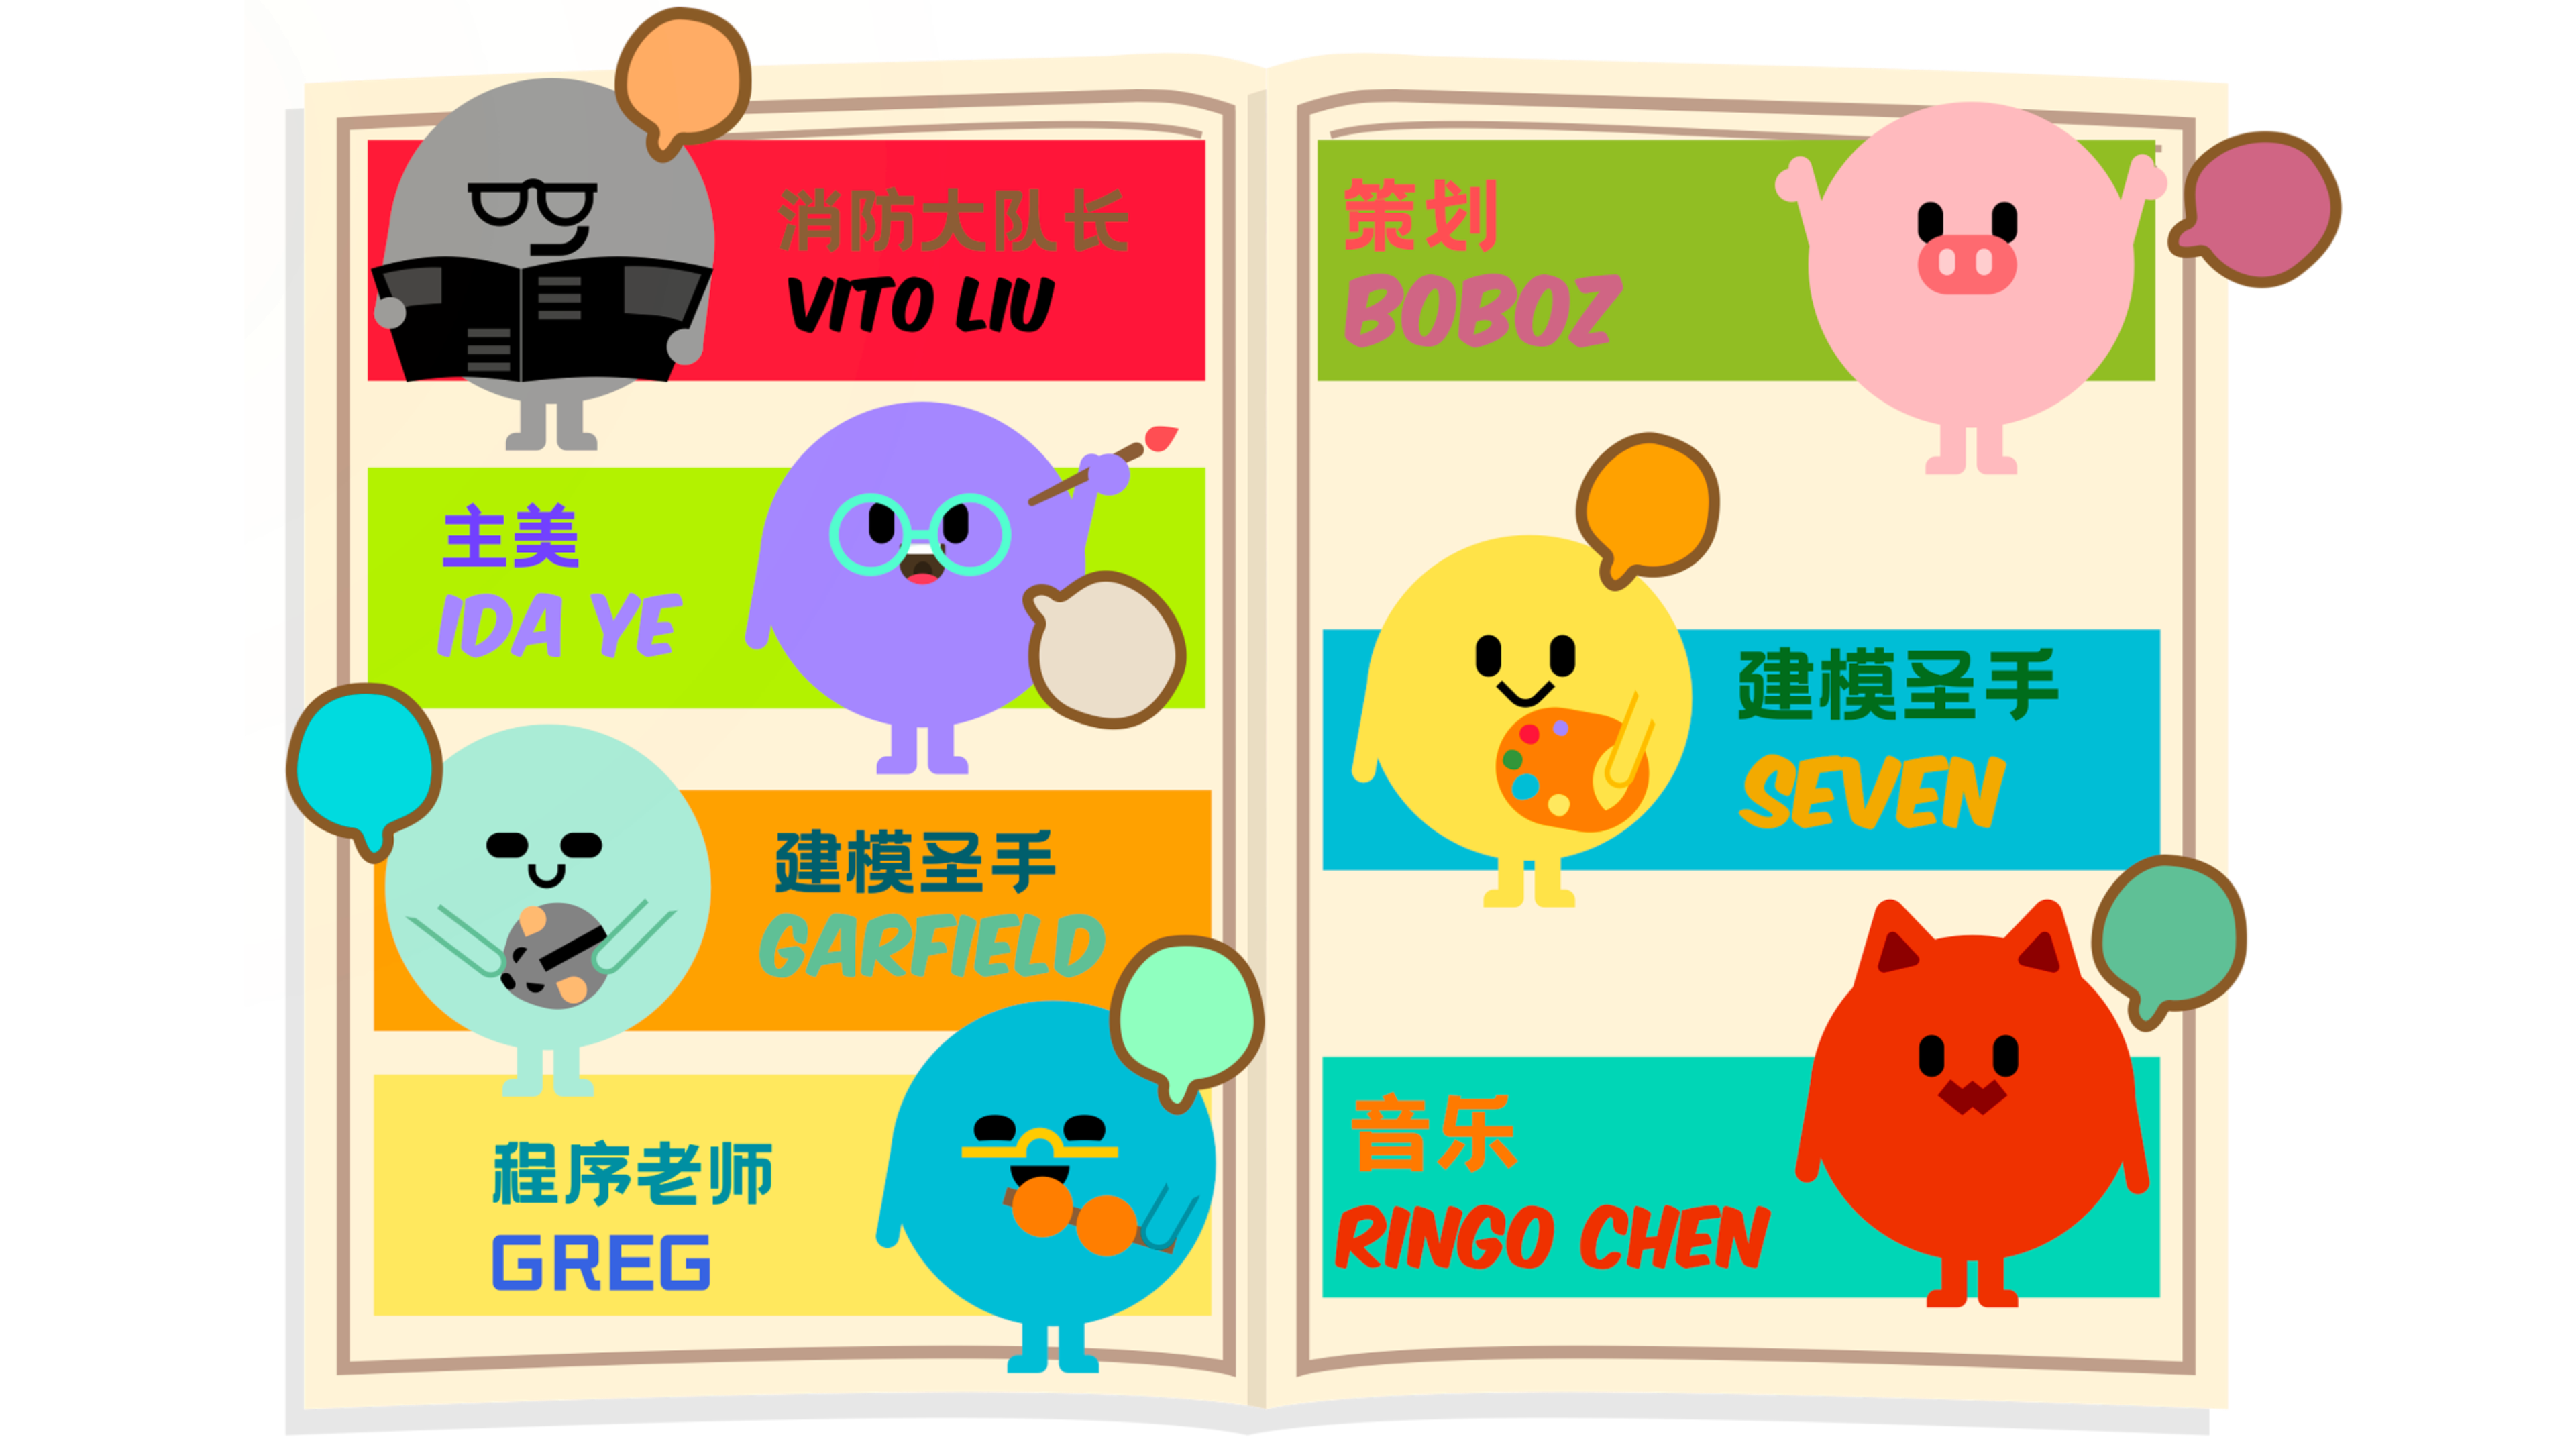 消防大队长
VITO LIU
主美
IDA YE
建模圣手
GARFIELD
程序老师
GREG
策划
BOBOZ
建模圣手
SEVEN
音乐
RINGO CHEN